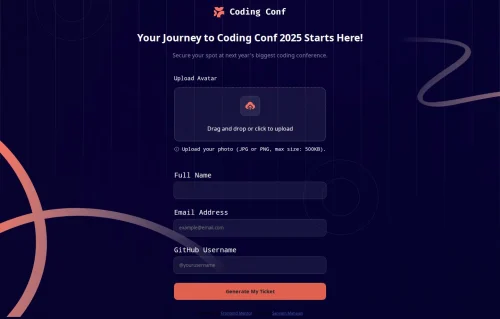 Coding Conf
Your Journey to Coding Conf 2025 Starts Here!
Secure your spot at next year's biggest coding conference.
Upload Avatar
Drag and drop or click to upload
Upload your photo (JPG or PNG, max size: 500KB).
Full Name
Email Address
example@email.com
GitHub Username
@yourusername
Generate My Ticket
Frontend Mentor